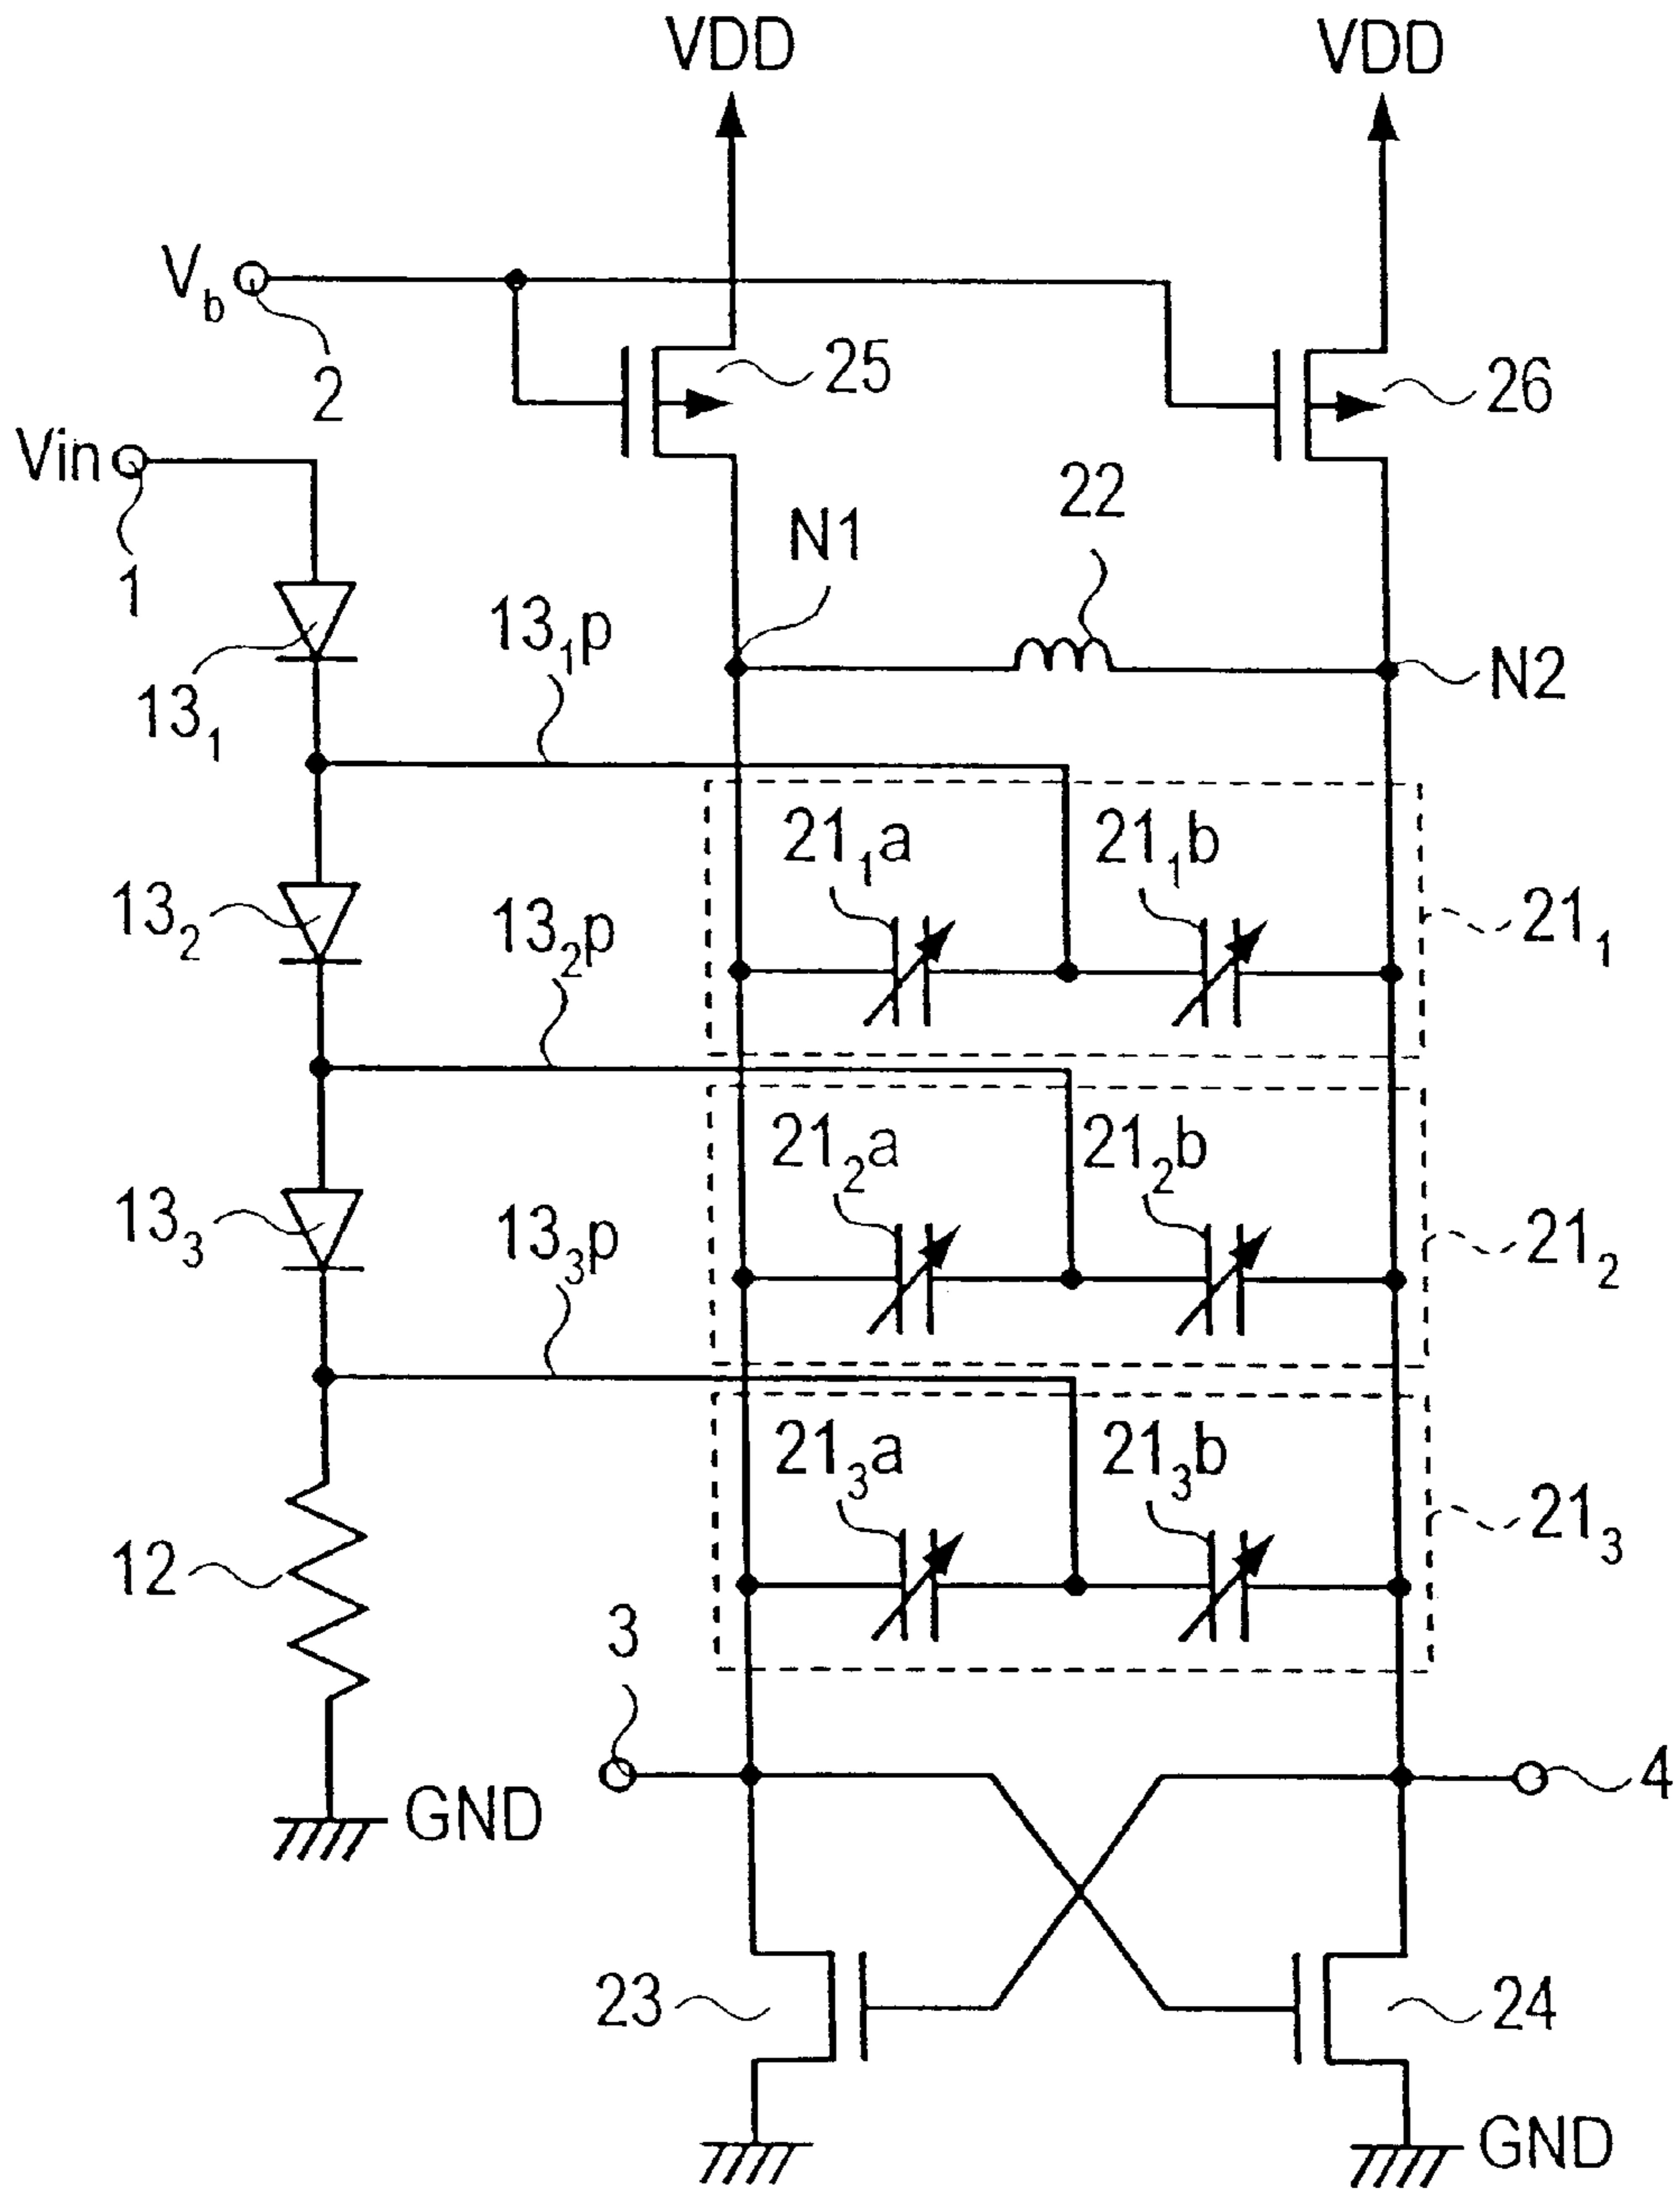 VDD
VDD
V_b
2
25
26
Vin
1
22
N1
13₁p
N2
13₁
21₁a
21₁b
13₂
13₂p
21₁
21₂a
21₂b
13₃
13₃p
21₂
21₃a
21₃b
21₃
12
3
4
GND
23
24
GND